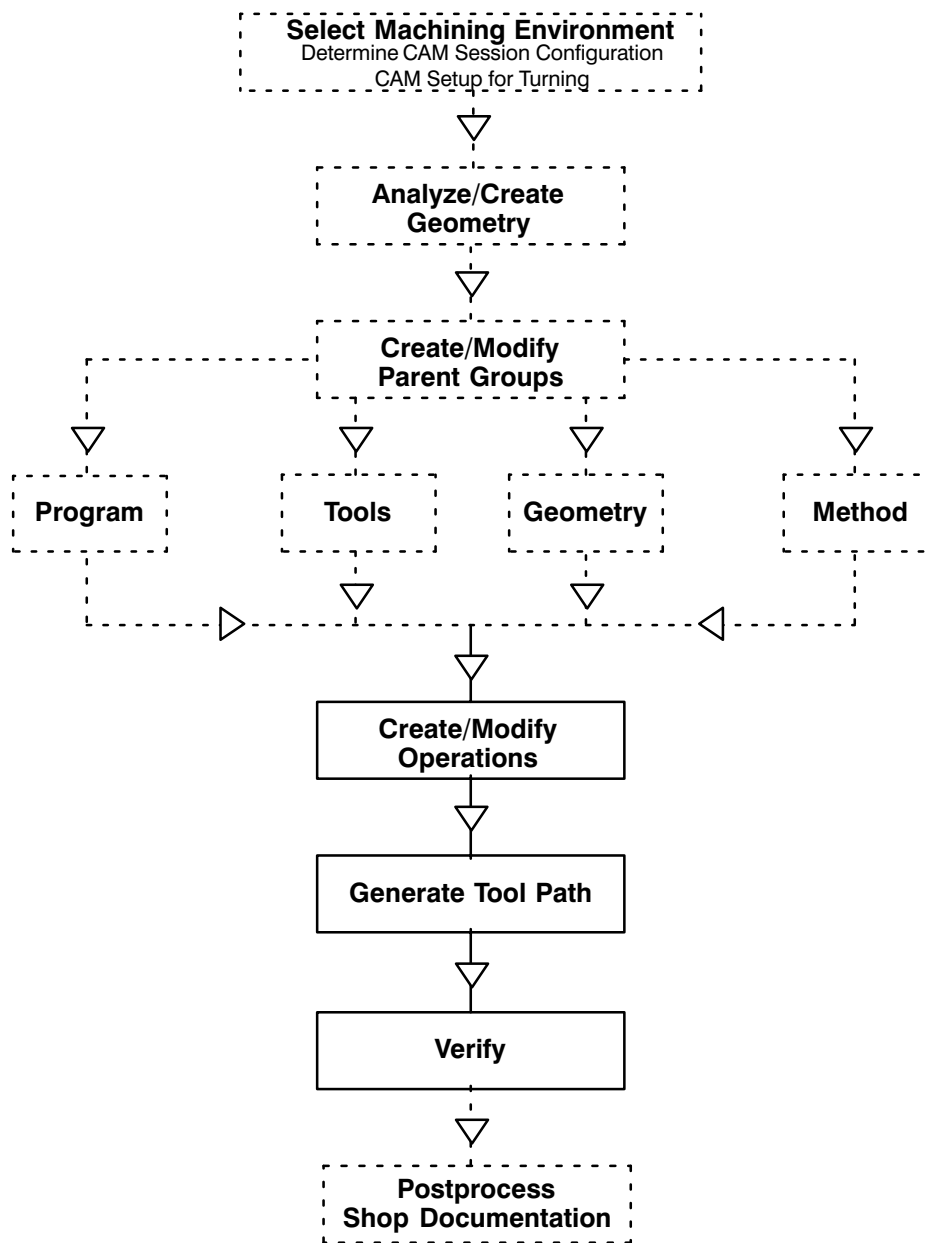 Select Machining Environment
Determine CAM Session Configuration
CAM Setup for Turning
Analyze/Create
Geometry
Create/Modify
Parent Groups
Program
Tools
Geometry
Method
Create/Modify
Operations
Generate Tool Path
Verify
Postprocess
Shop Documentation